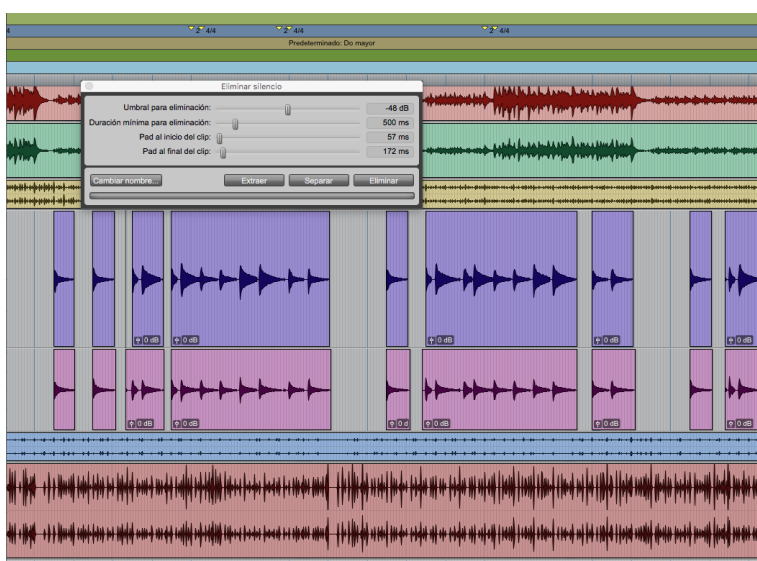 4 2 4/4 2 4/4 2 4/4
Predeterminado: Do mayor
Eliminar silencio
Umbral para eliminación: -48 dB
Duración mínima para eliminación: 500 ms
Pad al inicio del clip: 57 ms
Pad al final del clip: 172 ms
Cambiar nombre... Extraer Separar Eliminar
0 dB 0 dB 0 dB 0 dB 0 dB
0 dB 0 dB 0 d 0 dB 0 dB 0 dB